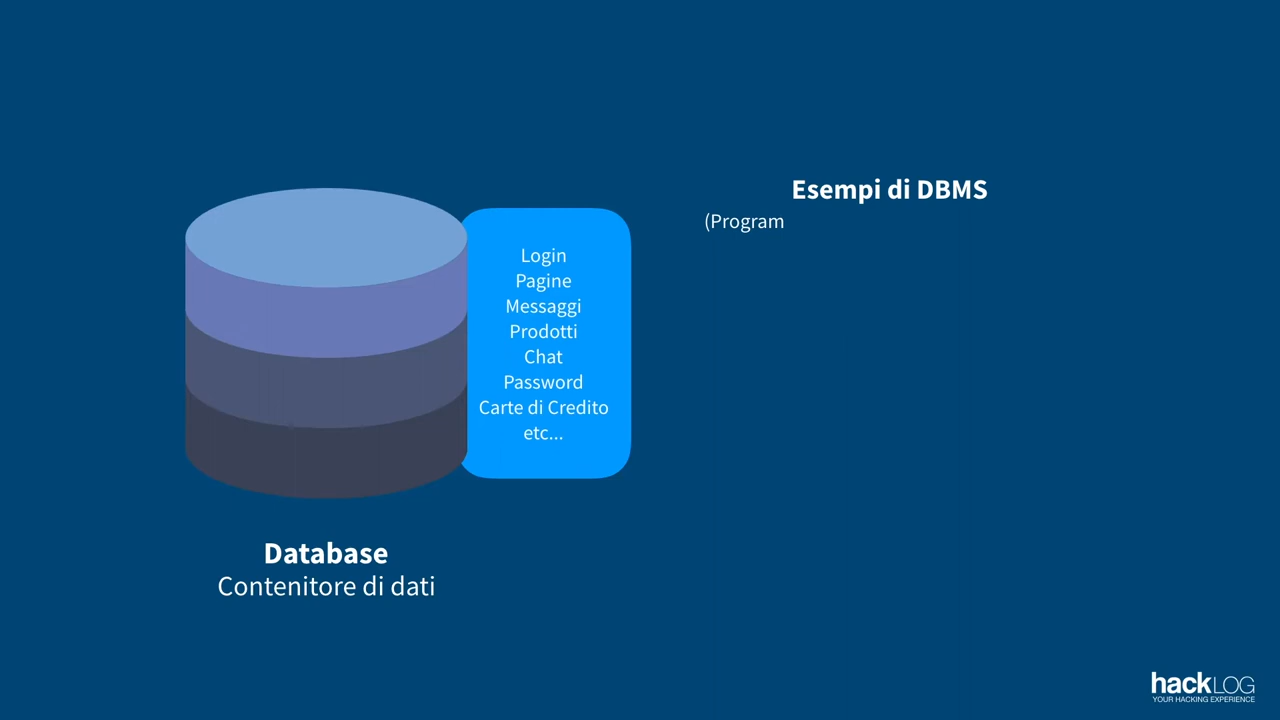 Esempi di DBMS
(Program
Login
Pagine
Messaggi
Prodotti
Chat
Password
Carte di Credito
etc...
Database
Contenitore di dati
hackLOG
YOUR HACKING EXPERIENCE